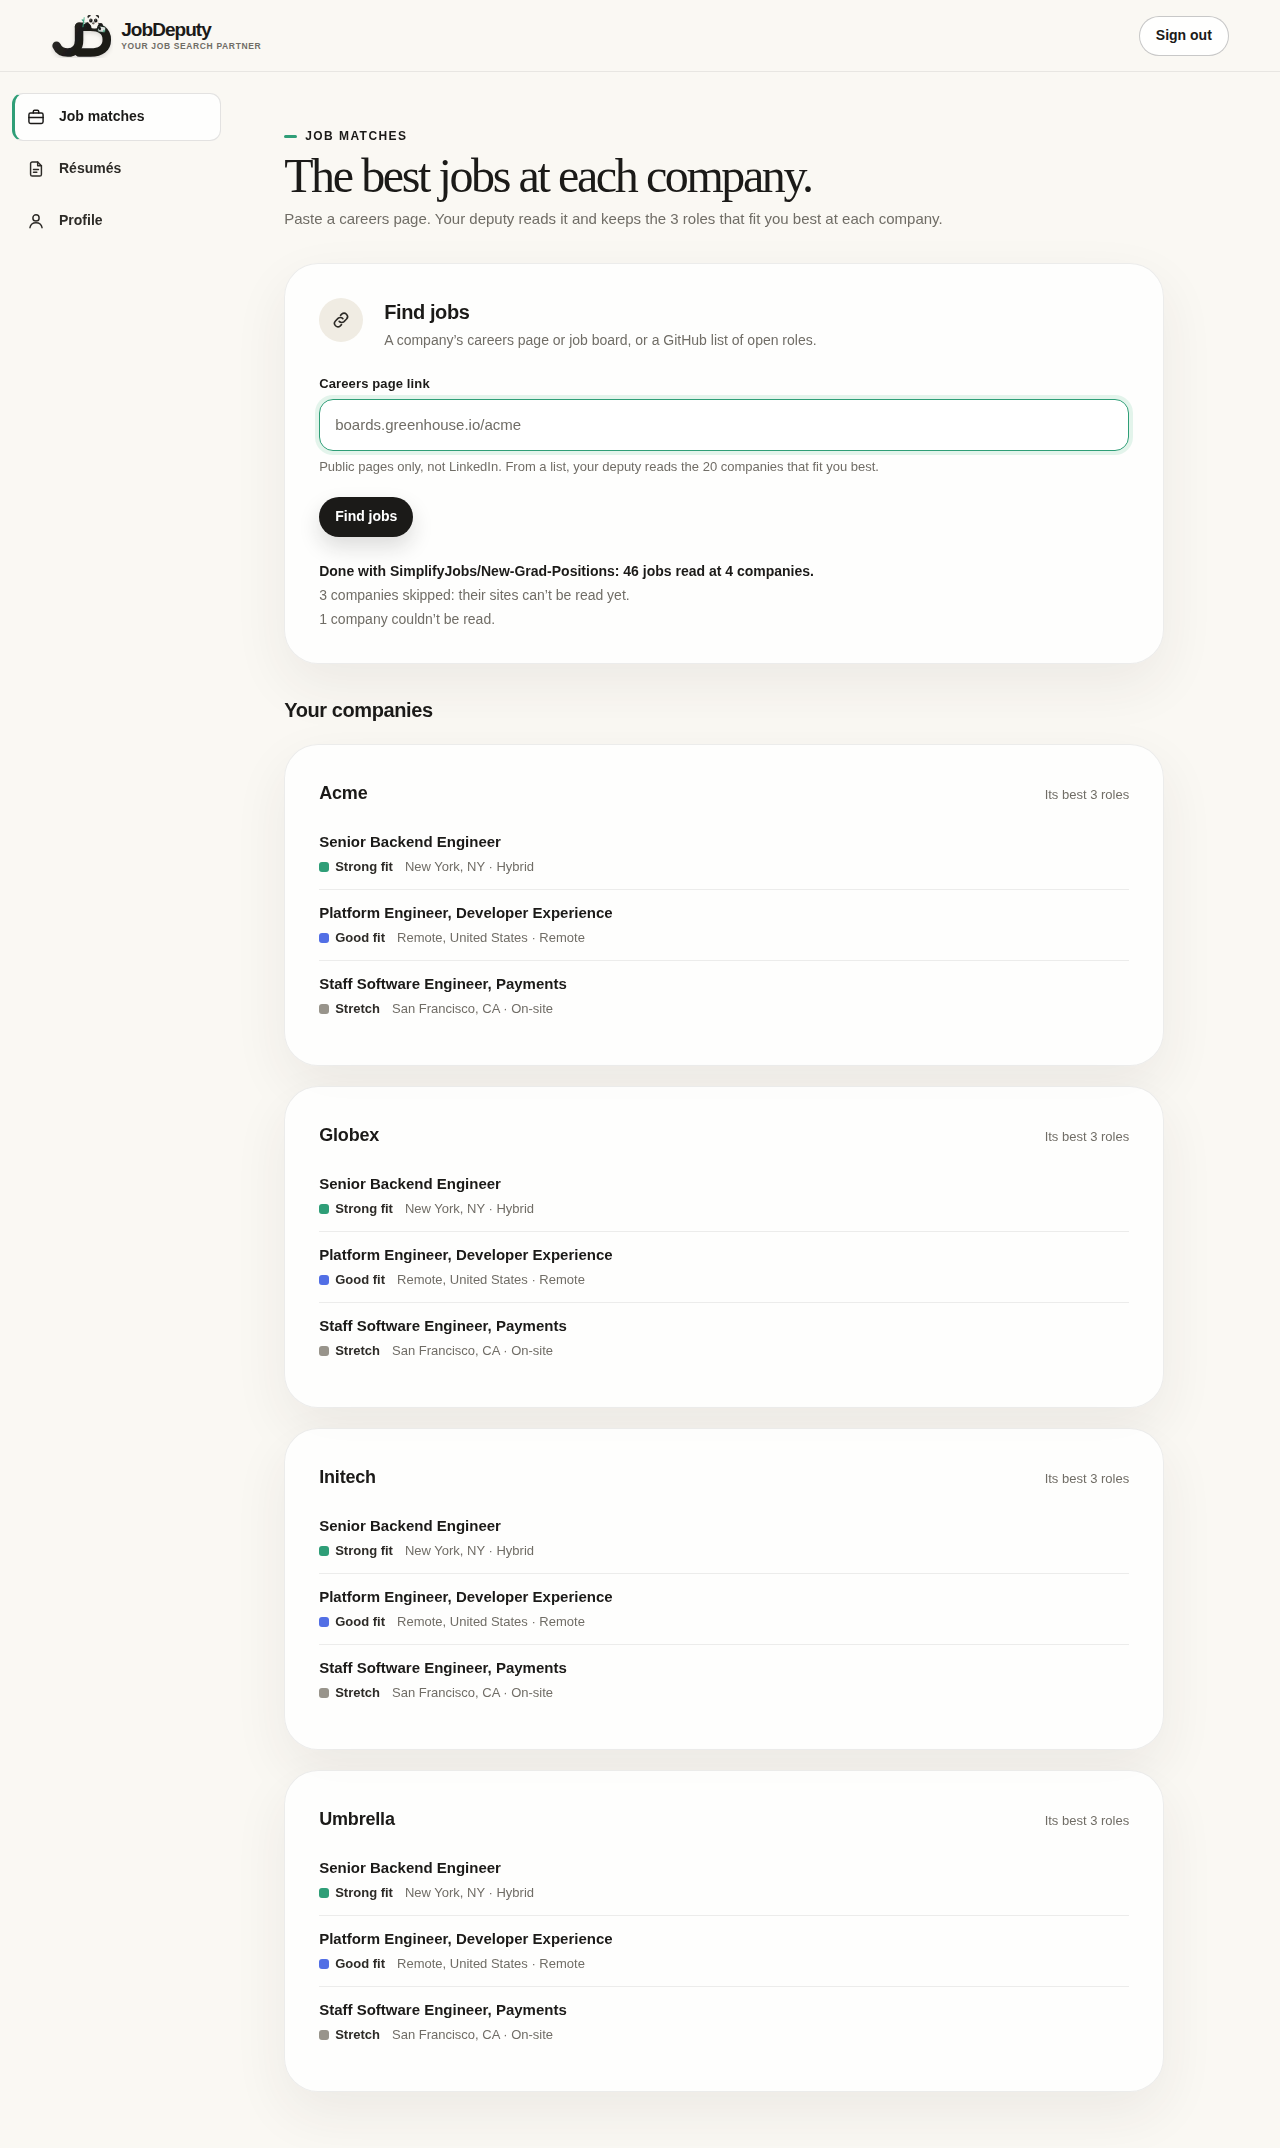 JobDeputy
YOUR JOB SEARCH PARTNER
Sign out
Job matches
Résumés
Profile
JOB MATCHES
The best jobs at each company.
Paste a careers page. Your deputy reads it and keeps the 3 roles that fit you best at each company.
Find jobs
A company’s careers page or job board, or a GitHub list of open roles.
Careers page link
boards.greenhouse.io/acme
Public pages only, not LinkedIn. From a list, your deputy reads the 20 companies that fit you best.
Find jobs
Done with SimplifyJobs/New-Grad-Positions: 46 jobs read at 4 companies.
3 companies skipped: their sites can’t be read yet.
1 company couldn’t be read.
Your companies
Acme
Its best 3 roles
Senior Backend Engineer
Strong fit New York, NY · Hybrid
Platform Engineer, Developer Experience
Good fit Remote, United States · Remote
Staff Software Engineer, Payments
Stretch San Francisco, CA · On-site
Globex
Its best 3 roles
Senior Backend Engineer
Strong fit New York, NY · Hybrid
Platform Engineer, Developer Experience
Good fit Remote, United States · Remote
Staff Software Engineer, Payments
Stretch San Francisco, CA · On-site
Initech
Its best 3 roles
Senior Backend Engineer
Strong fit New York, NY · Hybrid
Platform Engineer, Developer Experience
Good fit Remote, United States · Remote
Staff Software Engineer, Payments
Stretch San Francisco, CA · On-site
Umbrella
Its best 3 roles
Senior Backend Engineer
Strong fit New York, NY · Hybrid
Platform Engineer, Developer Experience
Good fit Remote, United States · Remote
Staff Software Engineer, Payments
Stretch San Francisco, CA · On-site